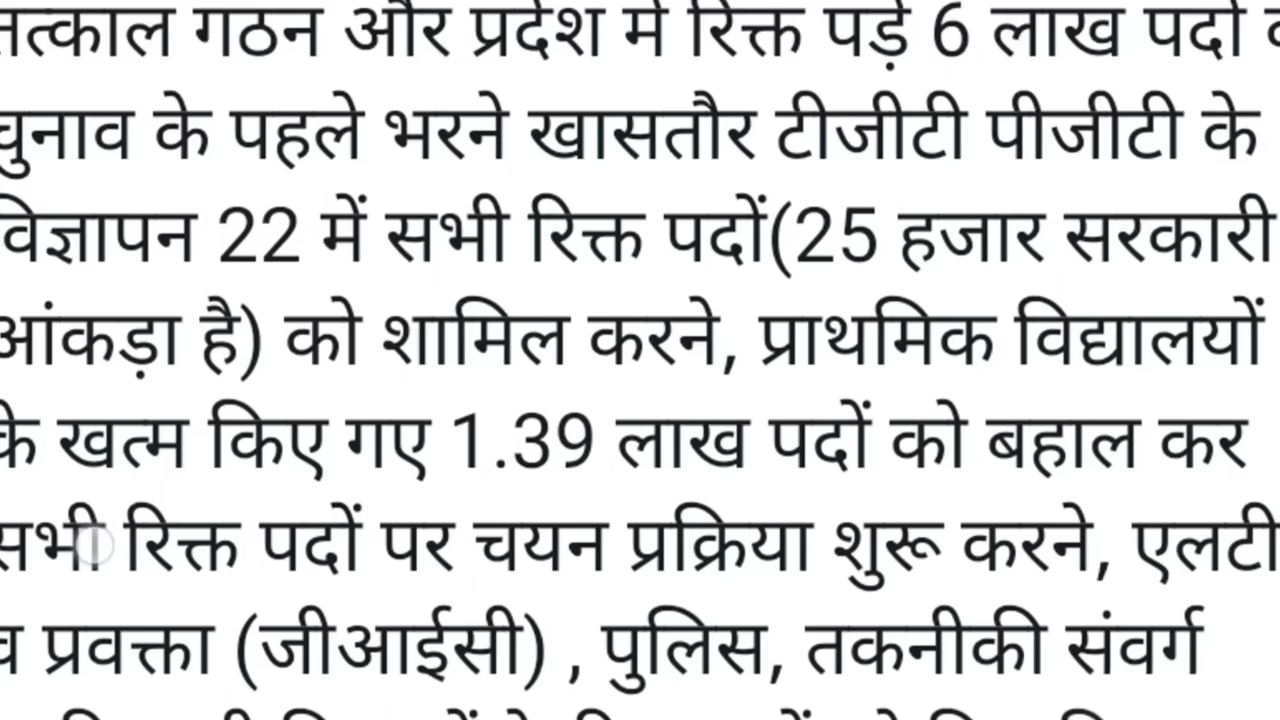 तत्काल गठन और प्रदेश में रिक्त पड़े 6 लाख पदों
चुनाव के पहले भरने खासतौर टीजीटी पीजीटी के
विज्ञापन 22 में सभी रिक्त पदों(25 हजार सरकारी
आंकड़ा है) को शामिल करने, प्राथमिक विद्यालयों
के खत्म किए गए 1.39 लाख पदों को बहाल कर
सभी रिक्त पदों पर चयन प्रक्रिया शुरू करने, एलटी
व प्रवक्ता (जीआईसी) , पुलिस, तकनीकी संवर्ग